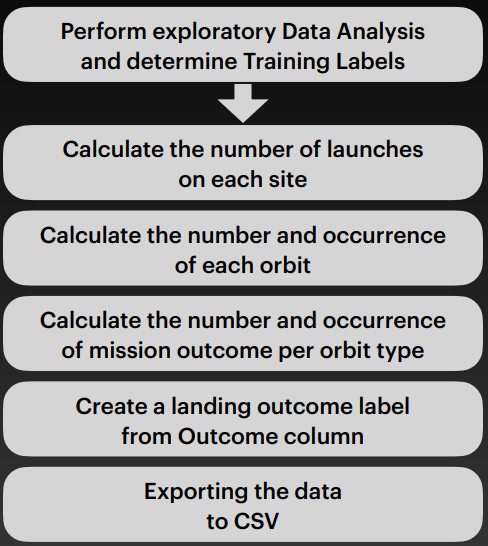 Perform exploratory Data Analysis
and determine Training Labels
Calculate the number of launches
on each site
Calculate the number and occurrence
of each orbit
Calculate the number and occurrence
of mission outcome per orbit type
Create a landing outcome label
from Outcome column
Exporting the data
to CSV